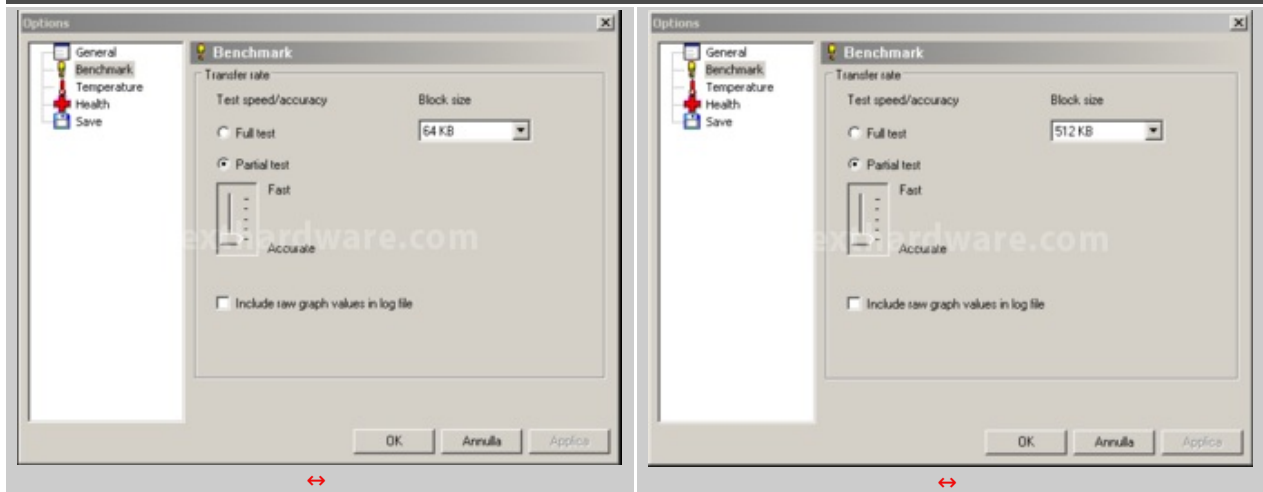 Options
General
Benchmark
Temperature
Health
Save
Benchmark
Transfer rate
Test speed/accuracy
Block size
Full test
64 KB
Partial test
Fast
Accurate
Include raw graph values in log file
OK
Annulla
Applica
Options
General
Benchmark
Temperature
Health
Save
Benchmark
Transfer rate
Test speed/accuracy
Block size
Full test
512 KB
Partial test
Fast
Accurate
Include raw graph values in log file
OK
Annulla
Applica